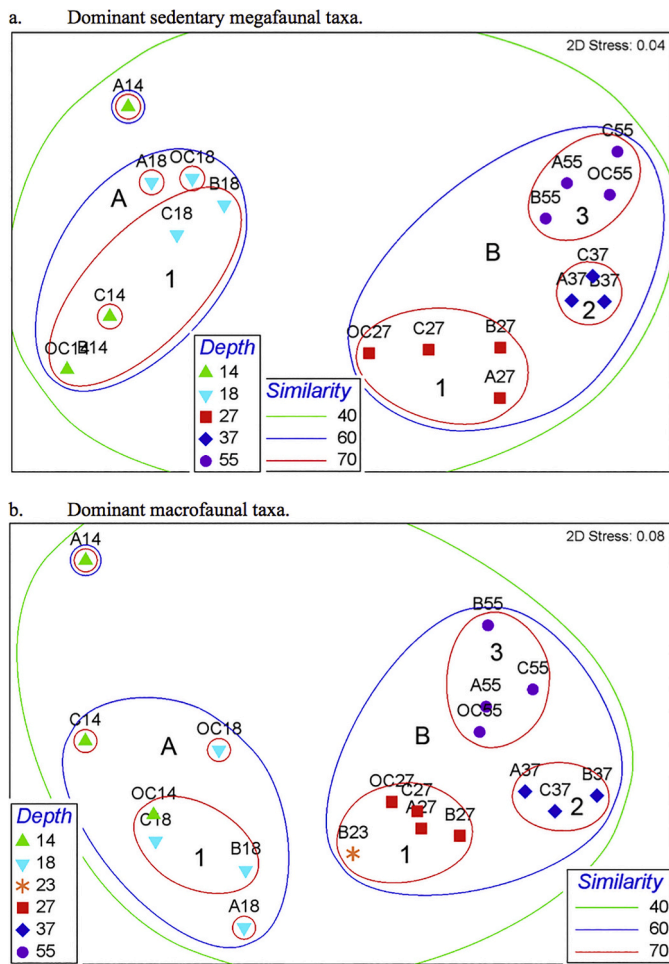 a. Dominant sedentary megafaunal taxa.
2D Stress: 0.04
A14
C55
A18 OC18
A55
B18
OC55
A
B55
C18
3
B
C37
1
A37 B37
C14
2
OC27 C27 B27
OC14 B14
A27
1
Depth
14
18
27
37
55
Similarity
40
60
70
b. Dominant macrofaunal taxa.
2D Stress: 0.08
A14
B55
3
C55
C14
A
OC18
A55
B
OC55
A37 B37
OC27
C27
C37
OC14
A27
2
C18
B27
B23
1
B18
1
A18
Depth
14
18
23
27
37
55
Similarity
40
60
70